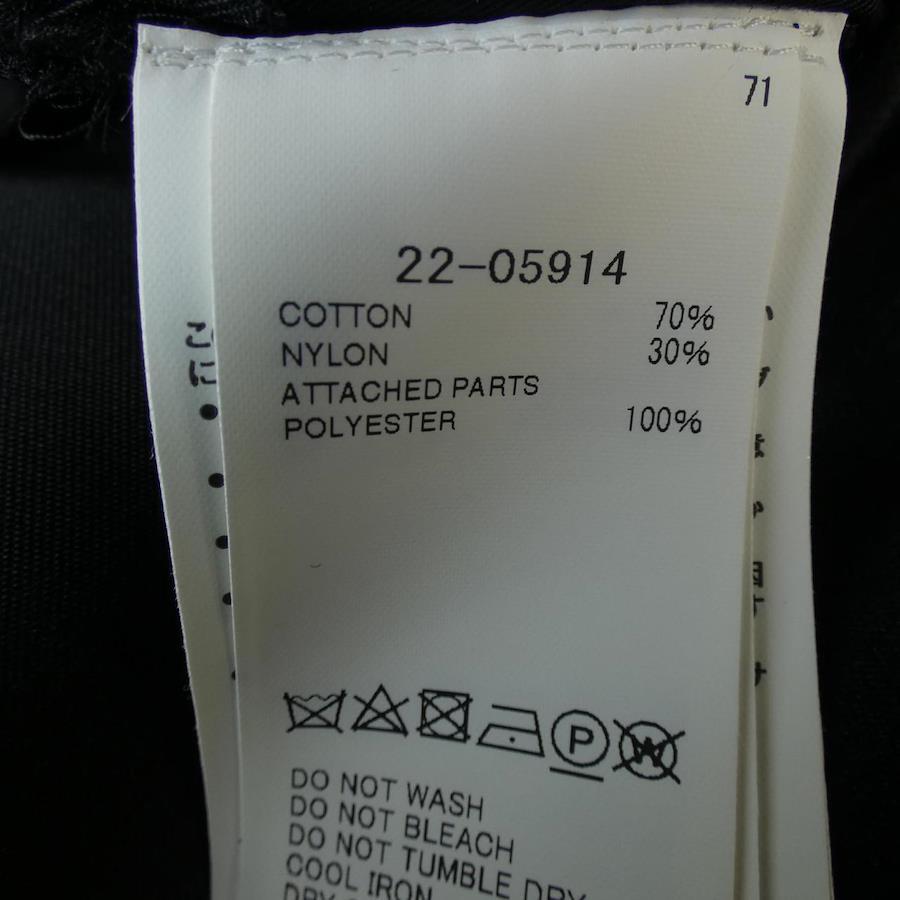 71
22-05914
COTTON 70%
NYLON 30%
ATTACHED PARTS
POLYESTER 100%
P
W
DO NOT WASH
DO NOT BLEACH
DO NOT TUMBLE DRY
COOL IRON
DRY